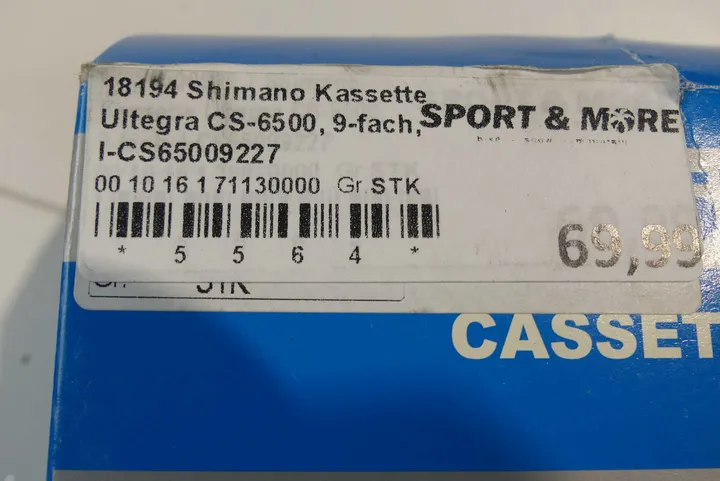 18194 Shimano Kassette
Ultegra CS-6500, 9-fach,
SPORT & MORE
I-CS65009227
00 10 16 1 71130000 Gr. STK
* 5 5 6 4 *
69,99
Gr. STK
CASSET